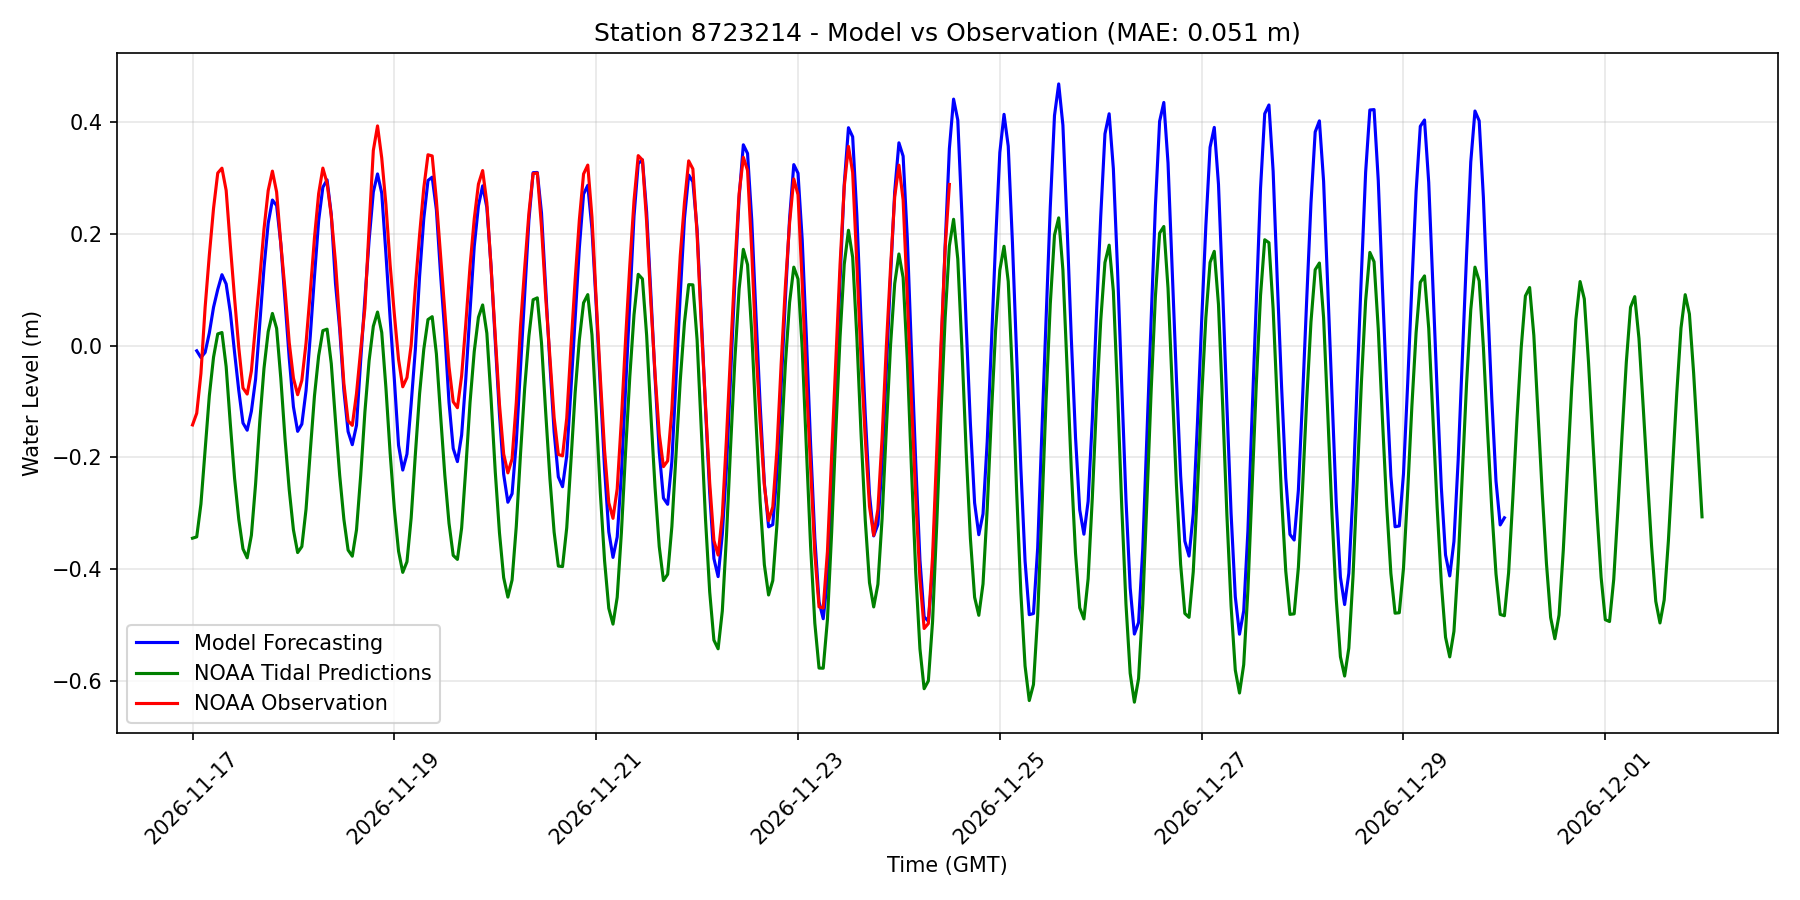 Station 8723214 - Model vs Observation (MAE: 0.051 m)
Water Level (m)
0.4
0.2
0.0
−0.2
−0.4
−0.6
Model Forecasting
NOAA Tidal Predictions
NOAA Observation
2026-11-17
2026-11-19
2026-11-21
2026-11-23
2026-11-25
2026-11-27
2026-11-29
2026-12-01
Time (GMT)